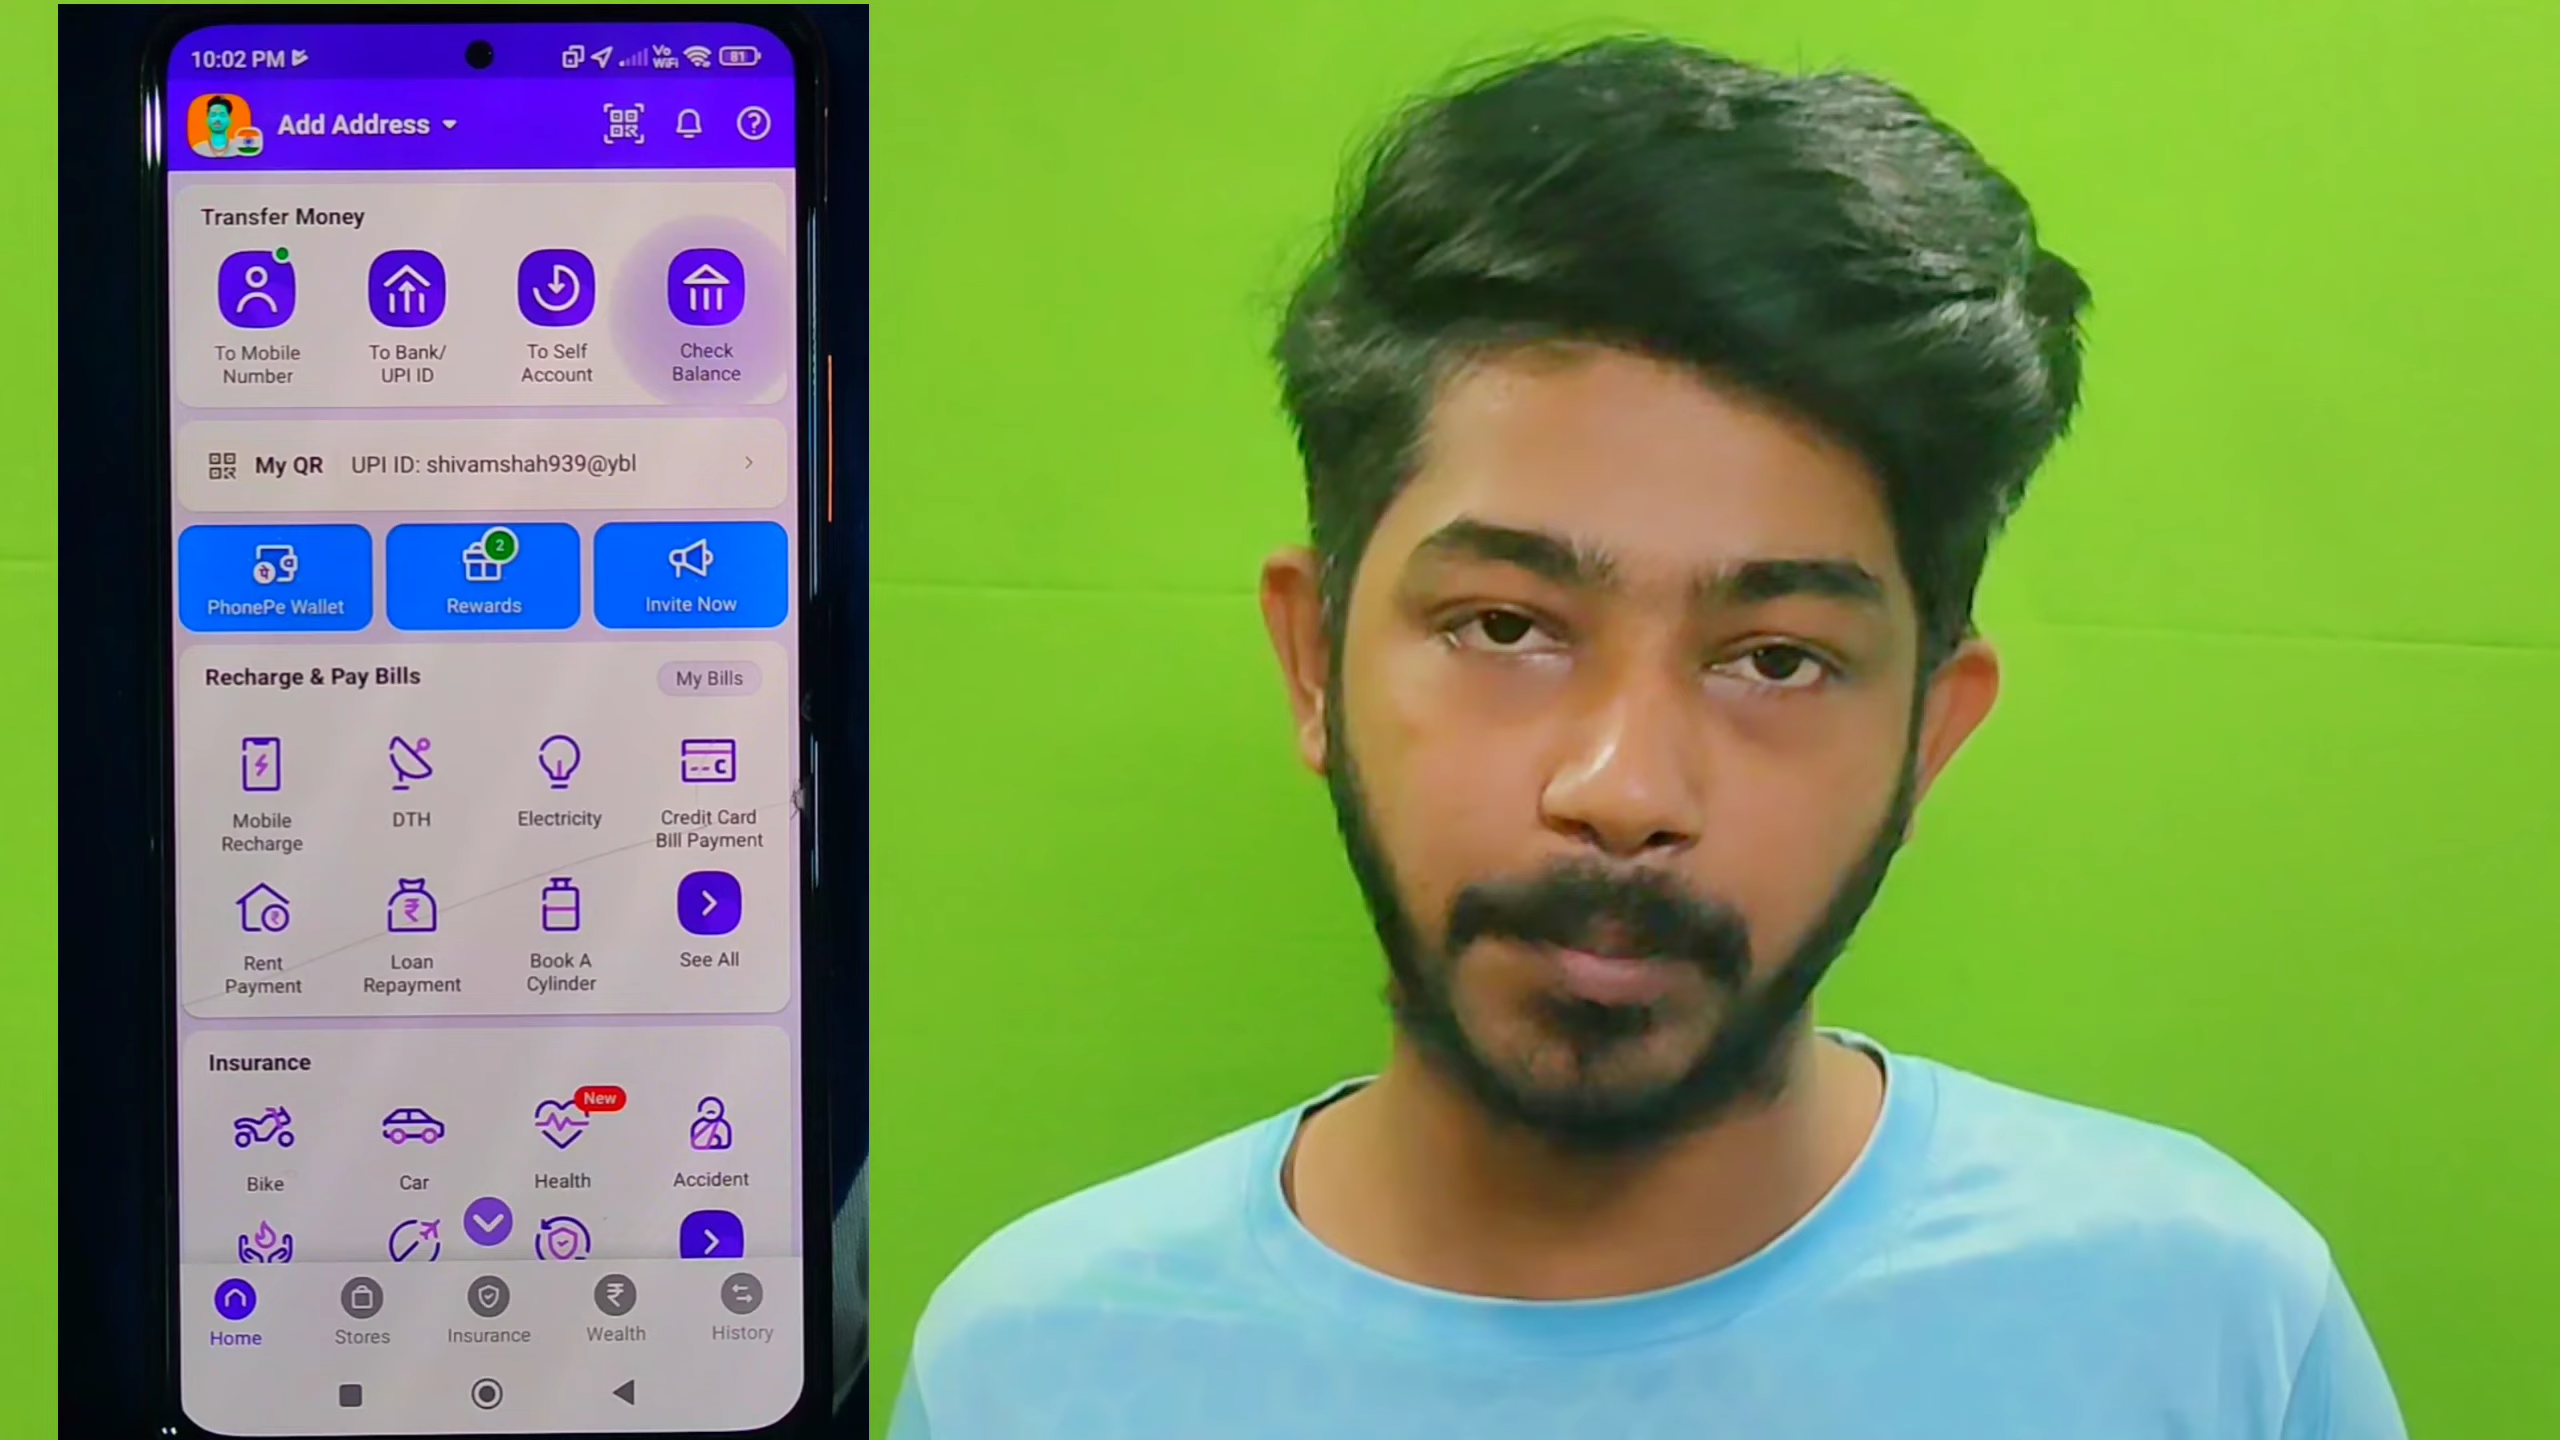 10:02 PM
Vo
WiFi
81
Add Address
Transfer Money
To Mobile
Number
To Bank/
UPI ID
To Self
Account
Check
Balance
My QR UPI ID: shivamshah939@ybl
पे
PhonePe Wallet
2
Rewards
Invite Now
Recharge & Pay Bills
My Bills
Mobile
Recharge
DTH
Electricity
--C
Credit Card
Bill Payment
₹
Rent
Payment
₹
Loan
Repayment
Book A
Cylinder
See All
Insurance
New
Bike
Car
Health
Accident
Home
Stores
Insurance
₹
Wealth
History